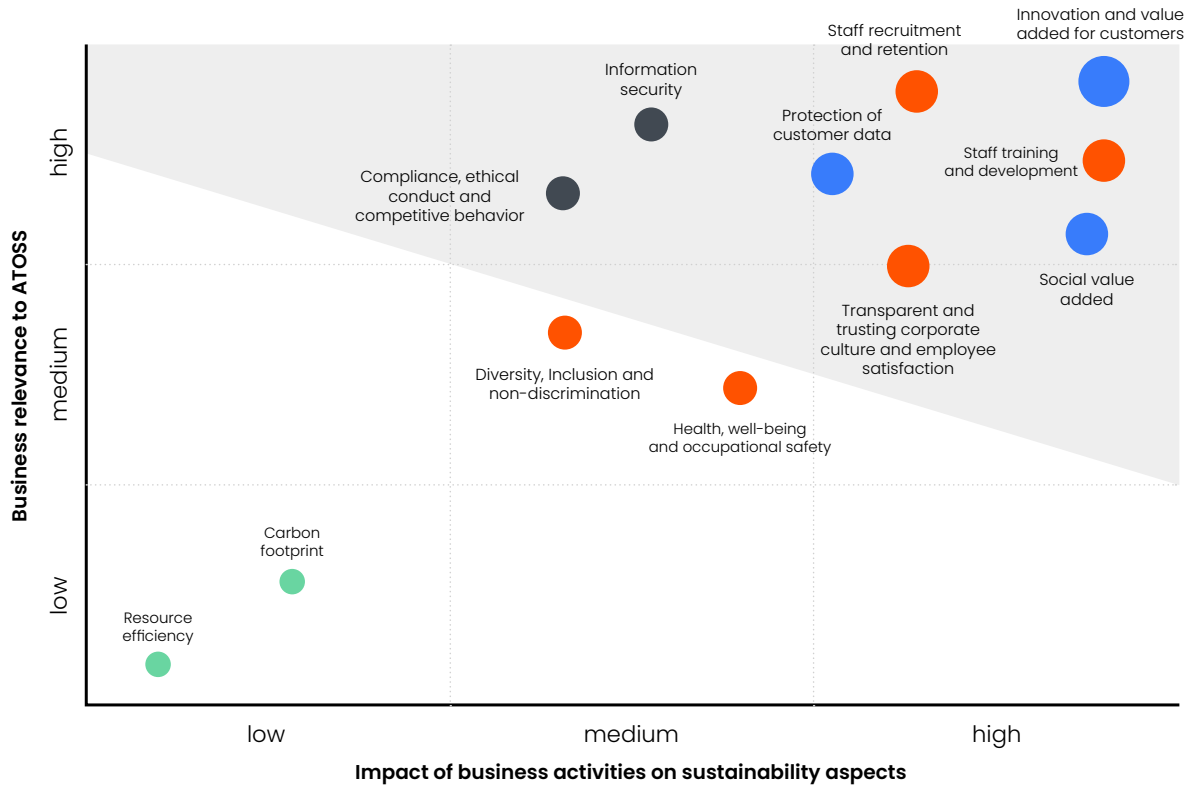 Innovation and value
added for customers
Staff recruitment
and retention
Information
security
Protection of
customer data
Staff training
and development
Compliance, ethical
conduct and
competitive behavior
Social value
added
Transparent and
trusting corporate
culture and employee
satisfaction
Diversity, Inclusion and
non-discrimination
Health, well-being
and occupational safety
Carbon
footprint
Resource
efficiency
Business relevance to ATOSS
high
medium
low
low
medium
high
Impact of business activities on sustainability aspects